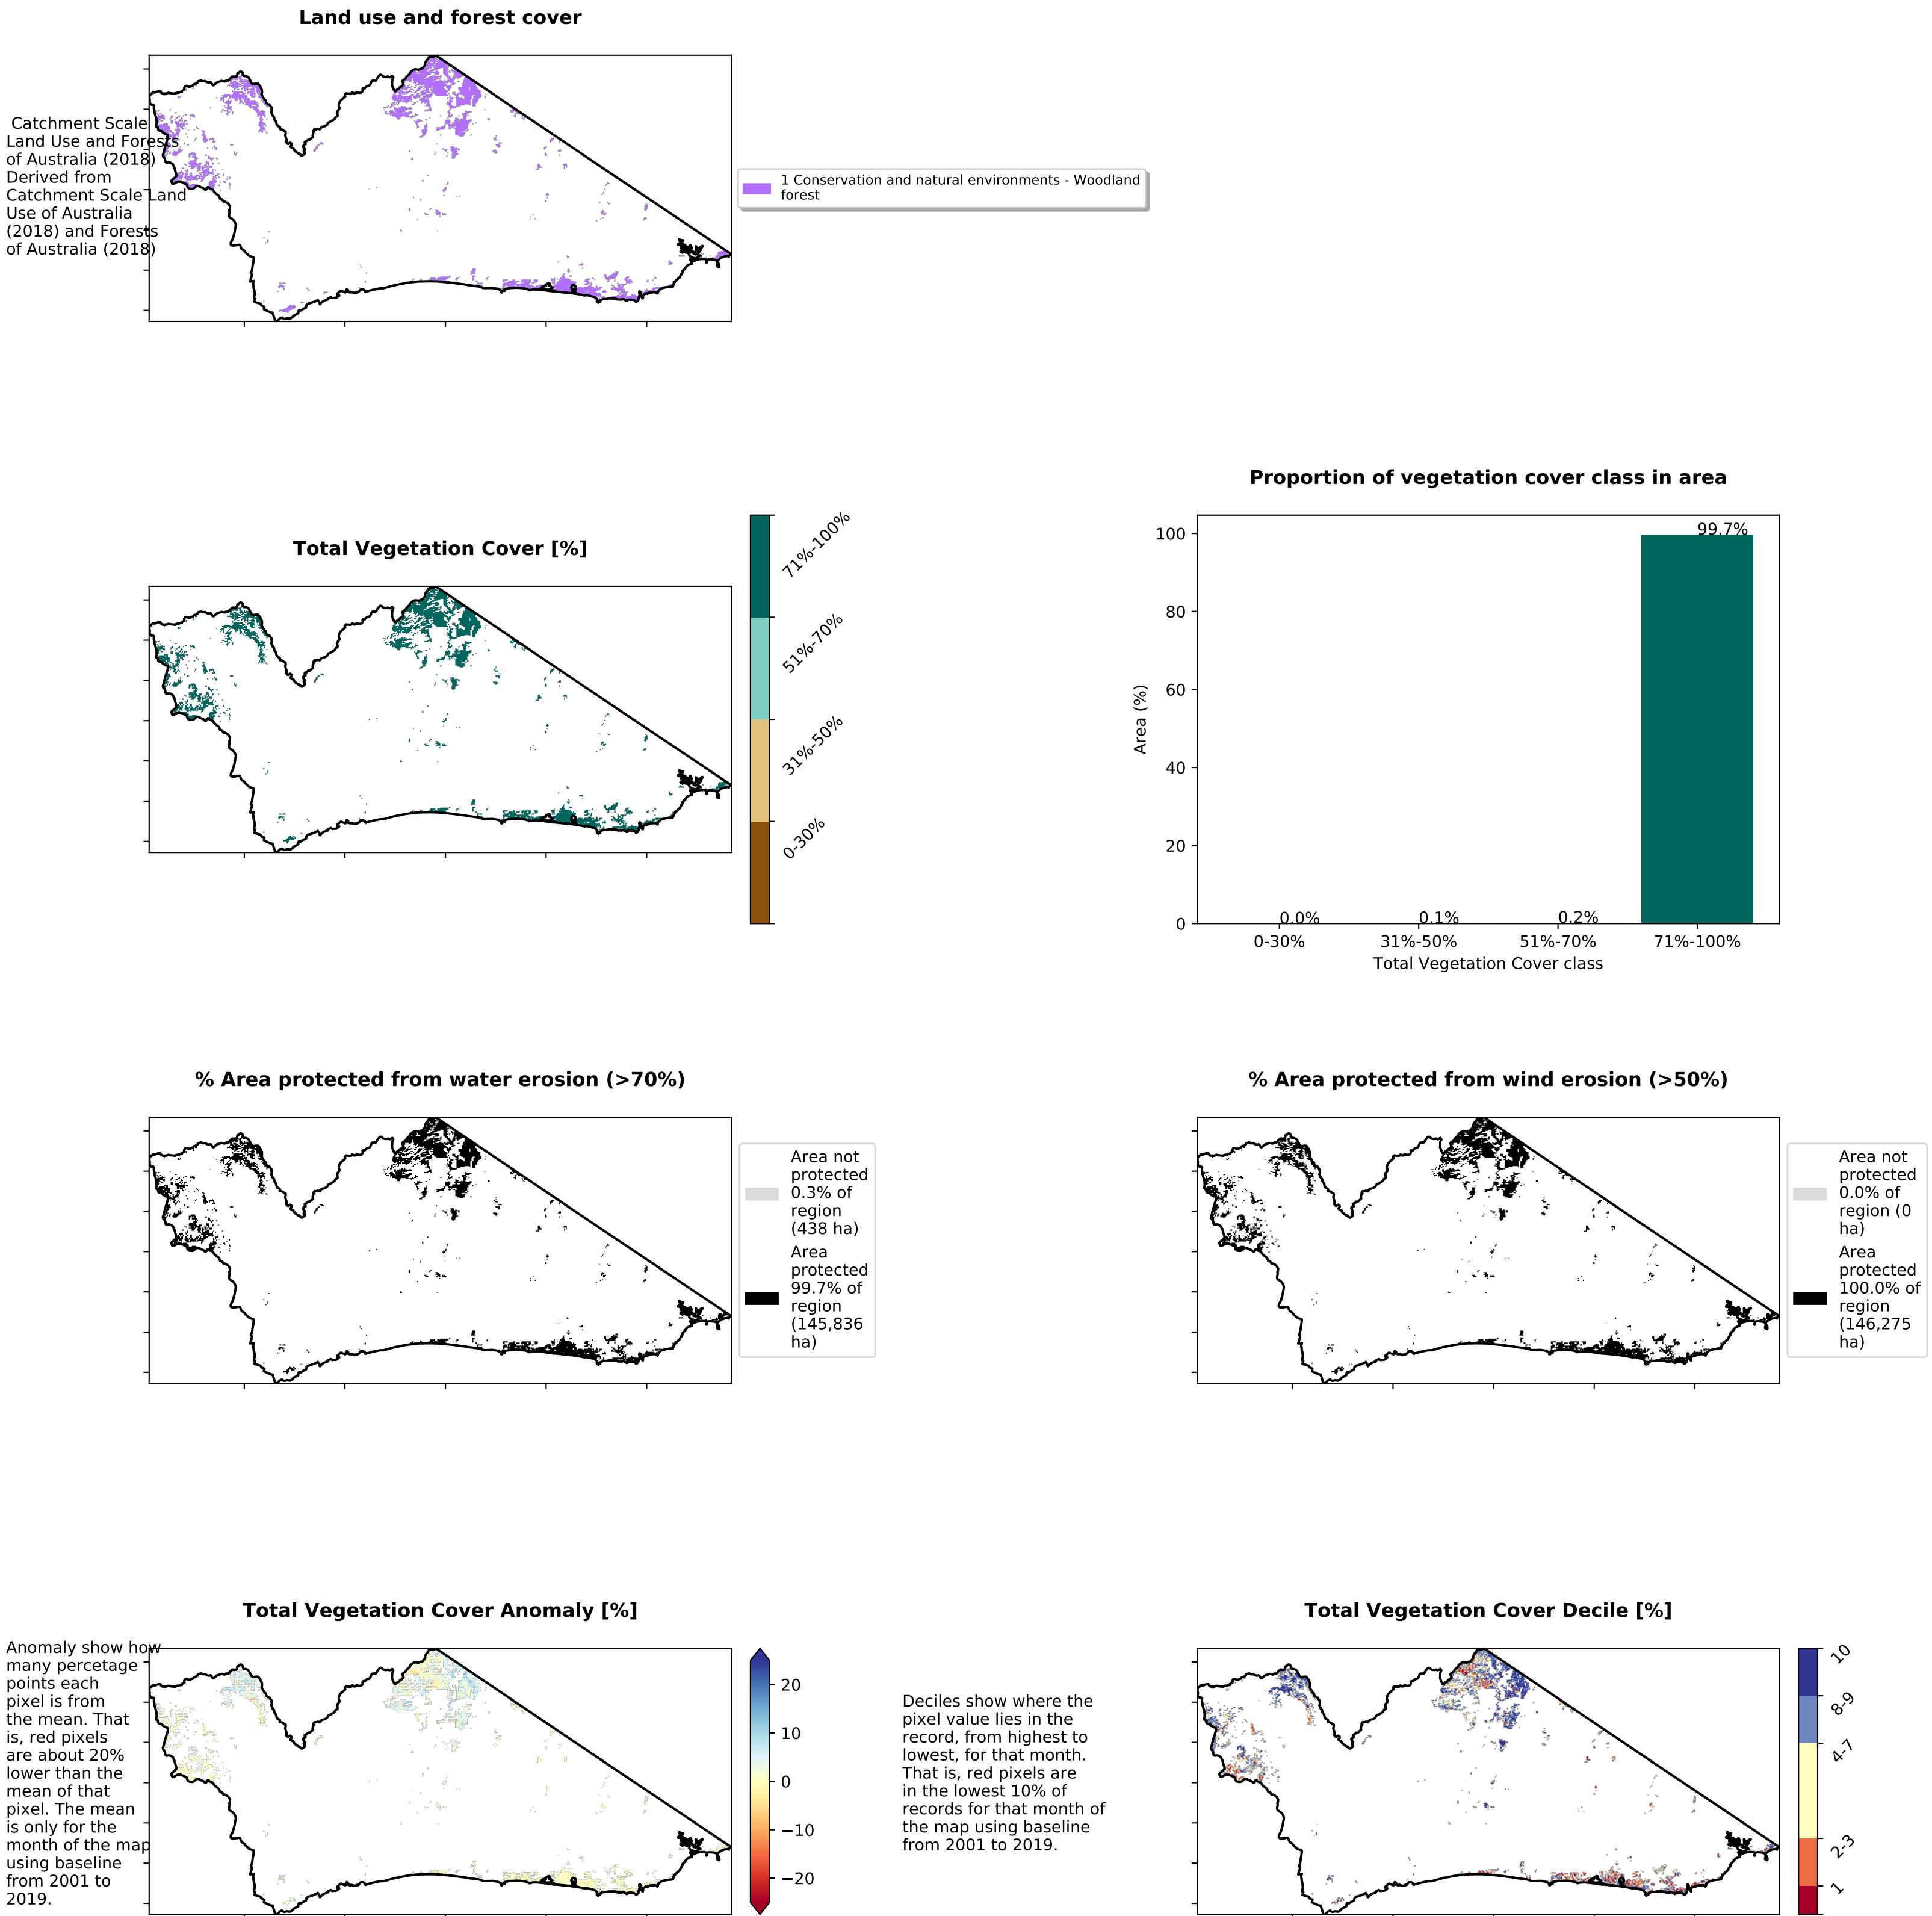 Land use and forest cover
Catchment Scale
Land Use and Forests
of Australia (2018)
Derived from
Catchment Scale Land
Use of Australia
(2018) and Forests
of Australia (2018)
1 Conservation and natural environments - Woodland
forest
Total Vegetation Cover [%]
71%-100%
51%-70%
31%-50%
0-30%
Proportion of vegetation cover class in area
Area (%)
100
80
60
40
20
0
0.0%
0.1%
0.2%
99.7%
0-30%
31%-50%
51%-70%
71%-100%
Total Vegetation Cover class
% Area protected from water erosion (>70%)
Area not
protected
0.3% of
region
(438 ha)
Area
protected
99.7% of
region
(145,836
ha)
% Area protected from wind erosion (>50%)
Area not
protected
0.0% of
region (0
ha)
Area
protected
100.0% of
region
(146,275
ha)
Total Vegetation Cover Anomaly [%]
Anomaly show how
many percetage
points each
pixel is from
the mean. That
is, red pixels
are about 20%
lower than the
mean of that
pixel. The mean
is only for the
month of the map
using baseline
from 2001 to
2019.
20
10
0
−10
−20
Total Vegetation Cover Decile [%]
Deciles show where the
pixel value lies in the
record, from highest to
lowest, for that month.
That is, red pixels are
in the lowest 10% of
records for that month of
the map using baseline
from 2001 to 2019.
10
8-9
4-7
2-3
1